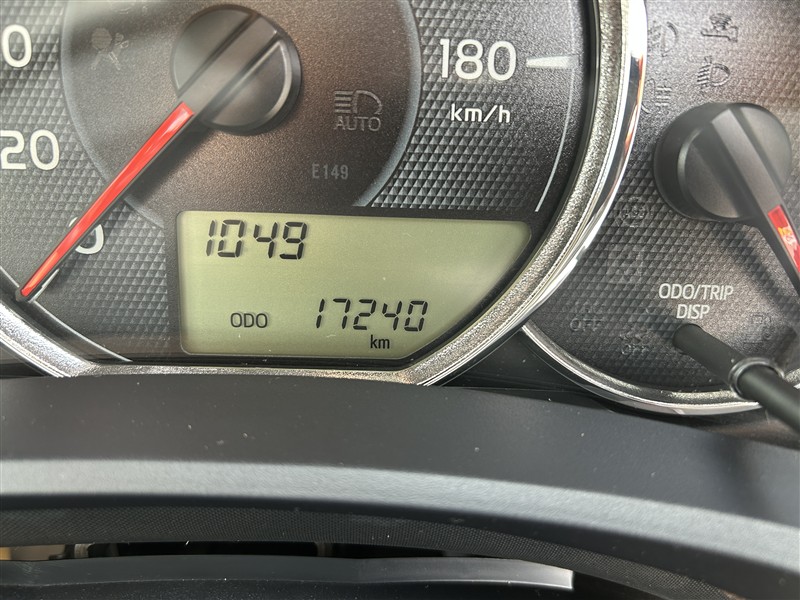 20
0
180
km/h
AUTO
E149
1049
ODO 17240
km
ODO/TRIP
DISP